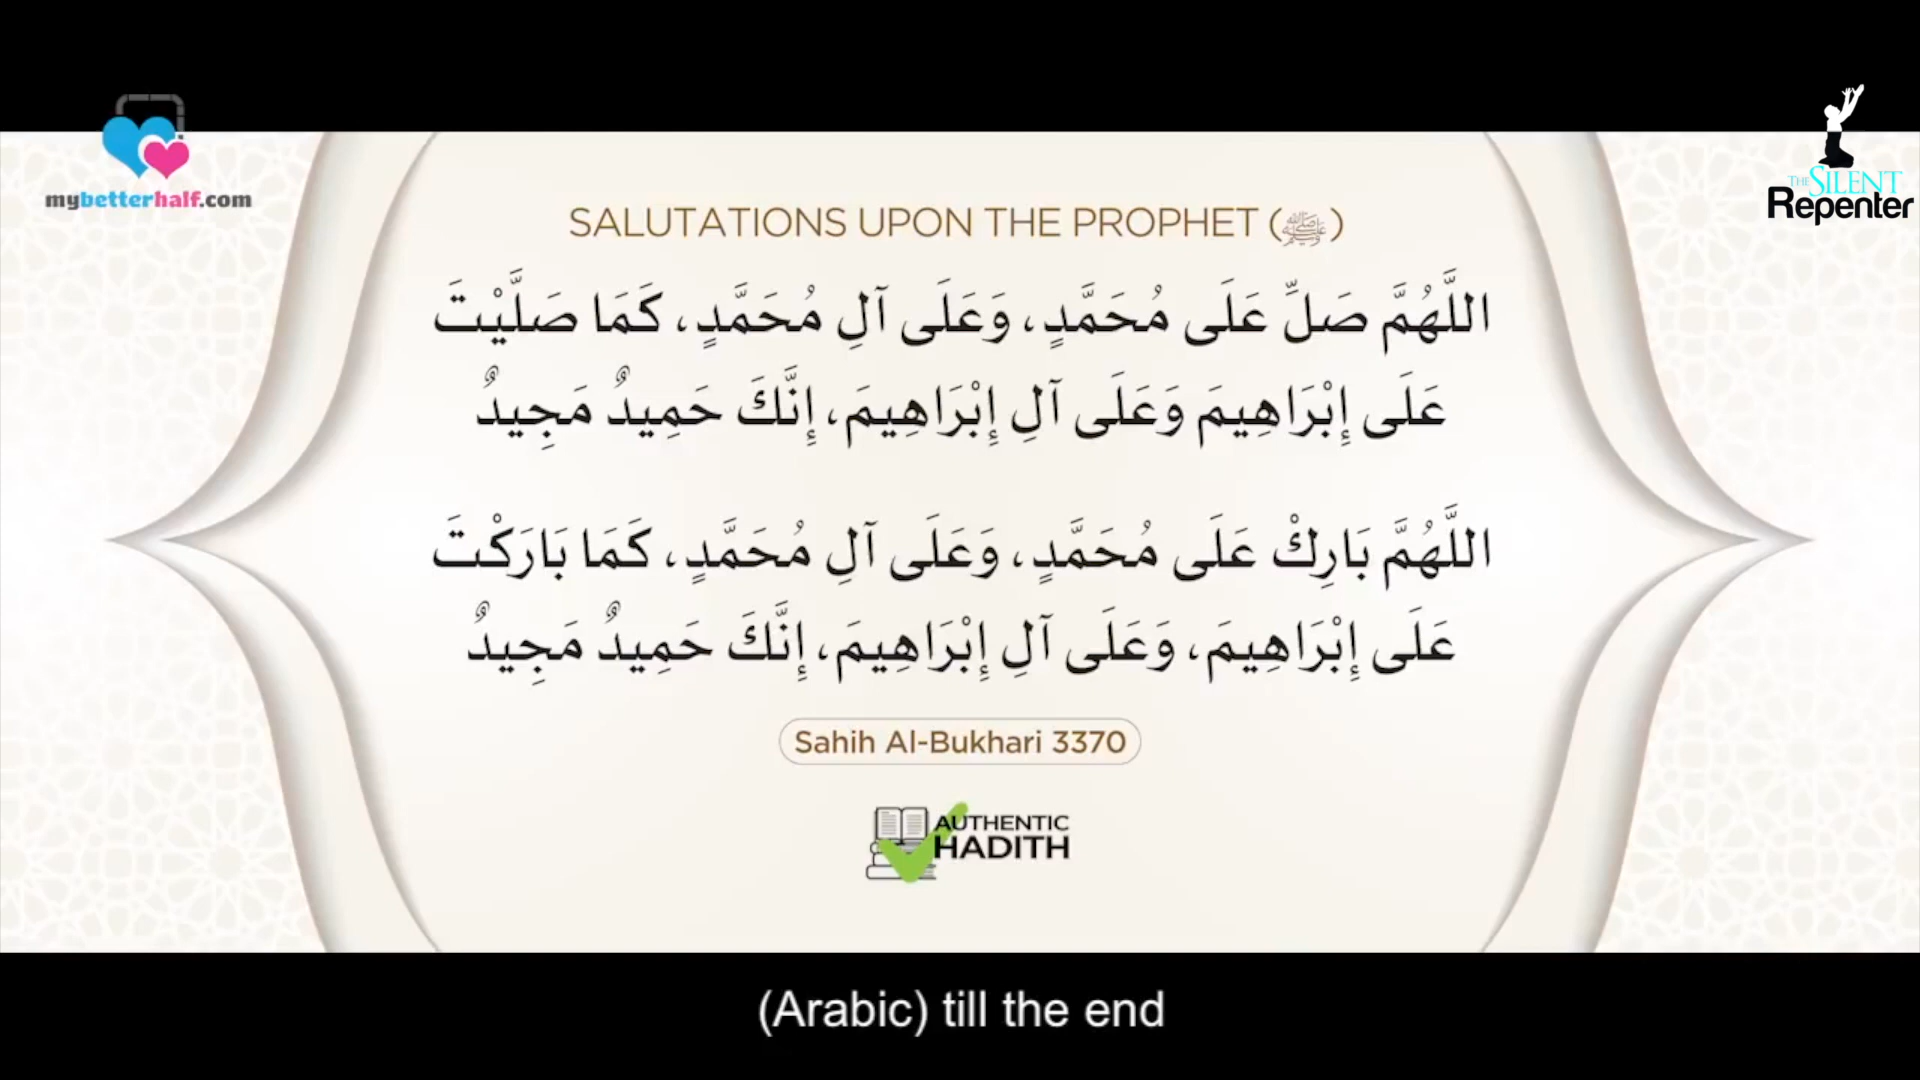 mybetterhalf.com
THE SILENT
Repenter
SALUTATIONS UPON THE PROPHET (ﷺ)
اللَّهُمَّ صَلِّ عَلَى مُحَمَّدٍ، وَعَلَى آلِ مُحَمَّدٍ، كَمَا صَلَّيْتَ
عَلَى إِبْرَاهِيمَ وَعَلَى آلِ إِبْرَاهِيمَ، إِنَّكَ حَمِيدٌ مَجِيدٌ
اللَّهُمَّ بَارِكْ عَلَى مُحَمَّدٍ، وَعَلَى آلِ مُحَمَّدٍ، كَمَا بَارَكْتَ
عَلَى إِبْرَاهِيمَ، وَعَلَى آلِ إِبْرَاهِيمَ، إِنَّكَ حَمِيدٌ مَجِيدٌ
Sahih Al-Bukhari 3370
AUTHENTIC
HADITH
(Arabic) till the end